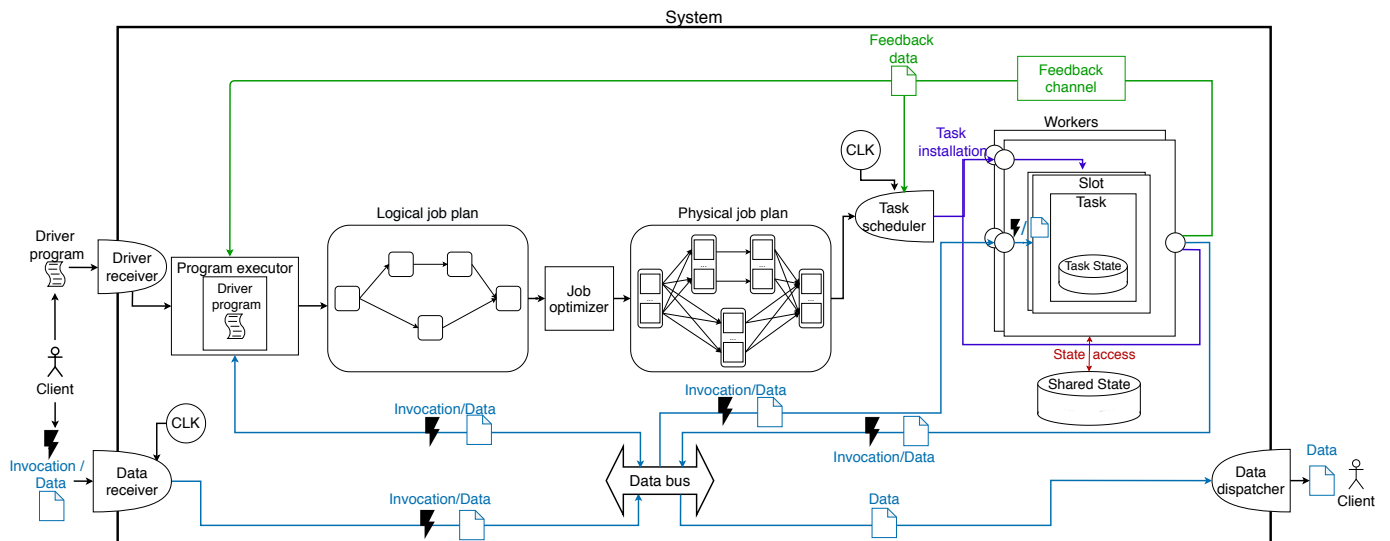 System
Feedback
data
Feedback
channel
Workers
Task
installation
CLK
Slot
Task
Logical job plan
Physical job plan
Task
scheduler
Driver
program
Driver
receiver
Program executor
Driver
program
Task State
...
...
...
...
...
Job
optimizer
/
State access
Shared State
Client
Invocation/Data
Invocation/Data
CLK
Invocation/Data
Invocation /
Data
Data
receiver
Data bus
Data
dispatcher
Data
Client
Invocation/Data
Data